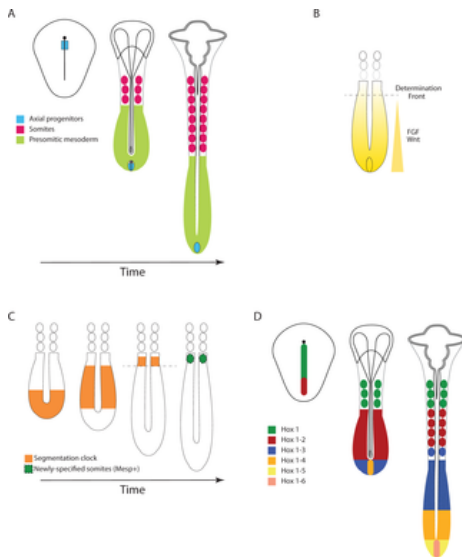 A
Axial progenitors
Somites
Presomitic mesoderm
Time
B
Determination
Front
FGF
Wnt
C
Segmentation clock
Newly-specified somites (Mesp+)
Time
D
Hox 1
Hox 1-2
Hox 1-3
Hox 1-4
Hox 1-5
Hox 1-6